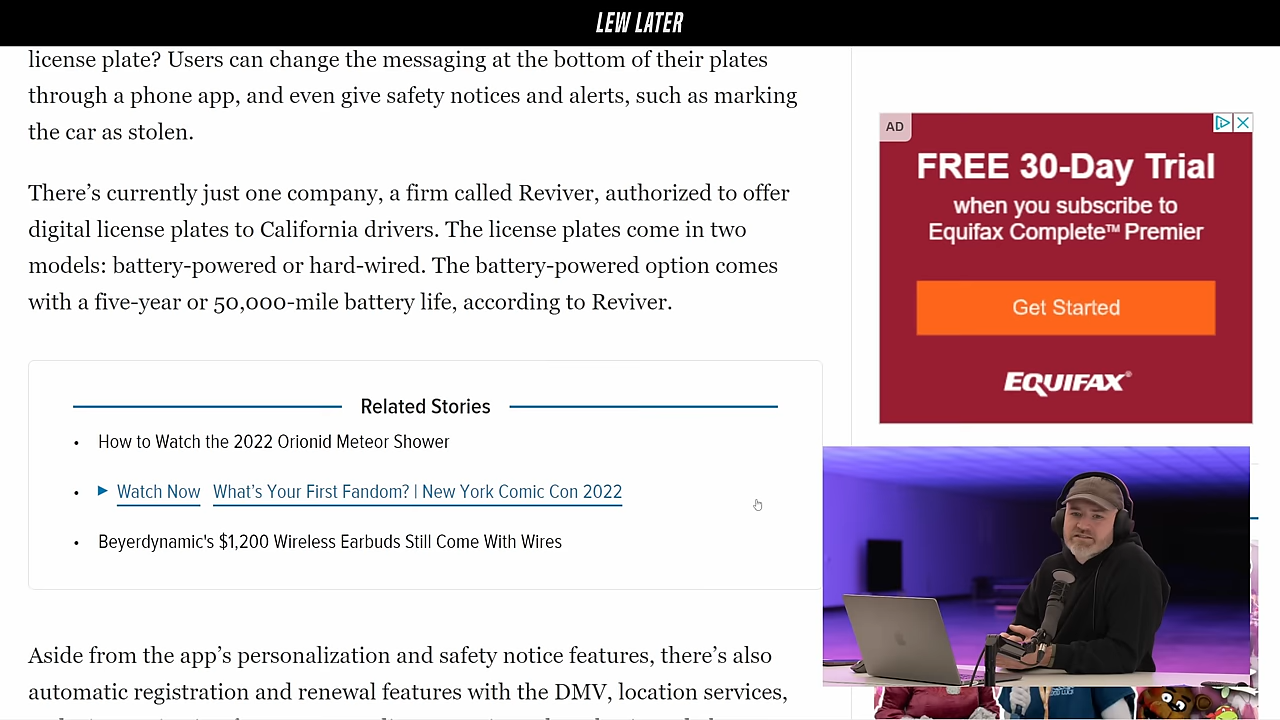 LEW LATER
license plate? Users can change the messaging at the bottom of their plates
through a phone app, and even give safety notices and alerts, such as marking
the car as stolen.
There’s currently just one company, a firm called Reviver, authorized to offer
digital license plates to California drivers. The license plates come in two
models: battery-powered or hard-wired. The battery-powered option comes
with a five-year or 50,000-mile battery life, according to Reviver.
Related Stories
• How to Watch the 2022 Orionid Meteor Shower
• Watch Now What’s Your First Fandom? | New York Comic Con 2022
• Beyerdynamic's $1,200 Wireless Earbuds Still Come With Wires
Aside from the app’s personalization and safety notice features, there’s also
automatic registration and renewal features with the DMV, location services,
AD
FREE 30-Day Trial
when you subscribe to
Equifax Complete™ Premier
Get Started
EQUIFAX®